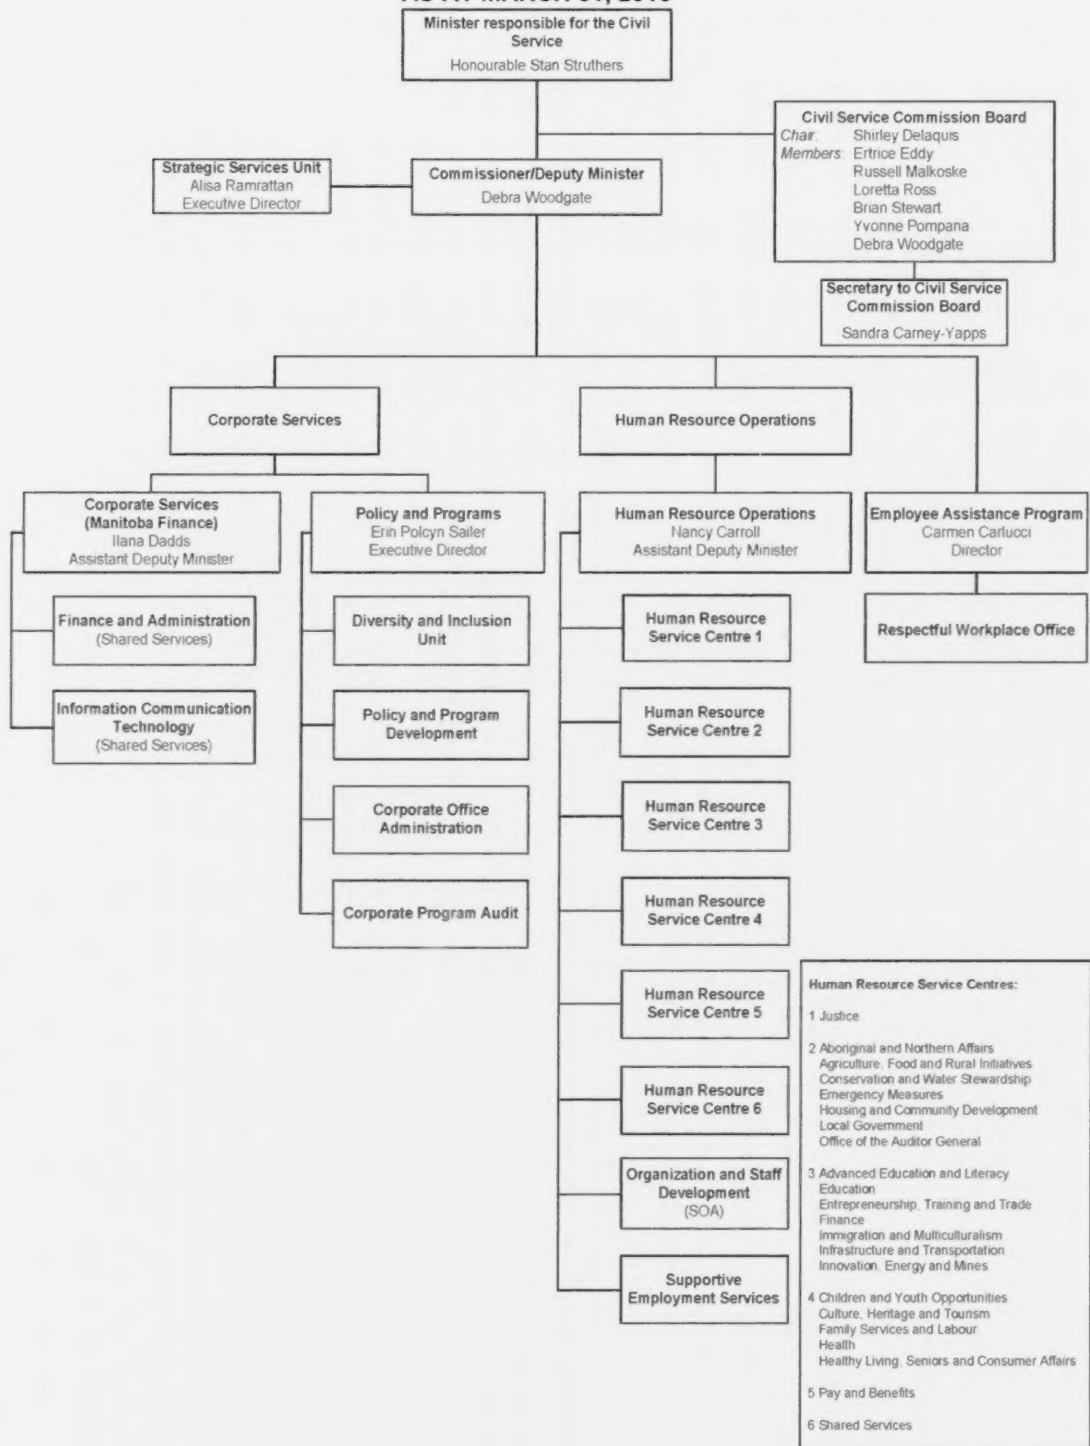 Minister responsible for the Civil
Service
Honourable Stan Struthers
Civil Service Commission Board
Chair: Shirley Delaquis
Members: Ertrice Eddy
Russell Malkoske
Loretta Ross
Brian Stewart
Yvonne Pompana
Debra Woodgate
Strategic Services Unit
Alisa Ramrattan
Executive Director
Commissioner/Deputy Minister
Debra Woodgate
Secretary to Civil Service
Commission Board
Sandra Carney-Yapps
Corporate Services
Human Resource Operations
Corporate Services
(Manitoba Finance)
Ilana Dadds
Assistant Deputy Minister
Policy and Programs
Erin Polcyn Sailer
Executive Director
Human Resource Operations
Nancy Carroll
Assistant Deputy Minister
Employee Assistance Program
Carmen Carlucci
Director
Finance and Administration
(Shared Services)
Information Communication
Technology
(Shared Services)
Diversity and Inclusion
Unit
Policy and Program
Development
Corporate Office
Administration
Corporate Program Audit
Human Resource
Service Centre 1
Human Resource
Service Centre 2
Human Resource
Service Centre 3
Human Resource
Service Centre 4
Human Resource
Service Centre 5
Human Resource
Service Centre 6
Organization and Staff
Development
(SOA)
Supportive
Employment Services
Respectful Workplace Office
Human Resource Service Centres:
1 Justice
2 Aboriginal and Northern Affairs
Agriculture, Food and Rural Initiatives
Conservation and Water Stewardship
Emergency Measures
Housing and Community Development
Local Government
Office of the Auditor General
3 Advanced Education and Literacy
Education
Entrepreneurship, Training and Trade
Finance
Immigration and Multiculturalism
Infrastructure and Transportation
Innovation, Energy and Mines
4 Children and Youth Opportunities
Culture, Heritage and Tourism
Family Services and Labour
Health
Healthy Living, Seniors and Consumer Affairs
5 Pay and Benefits
6 Shared Services